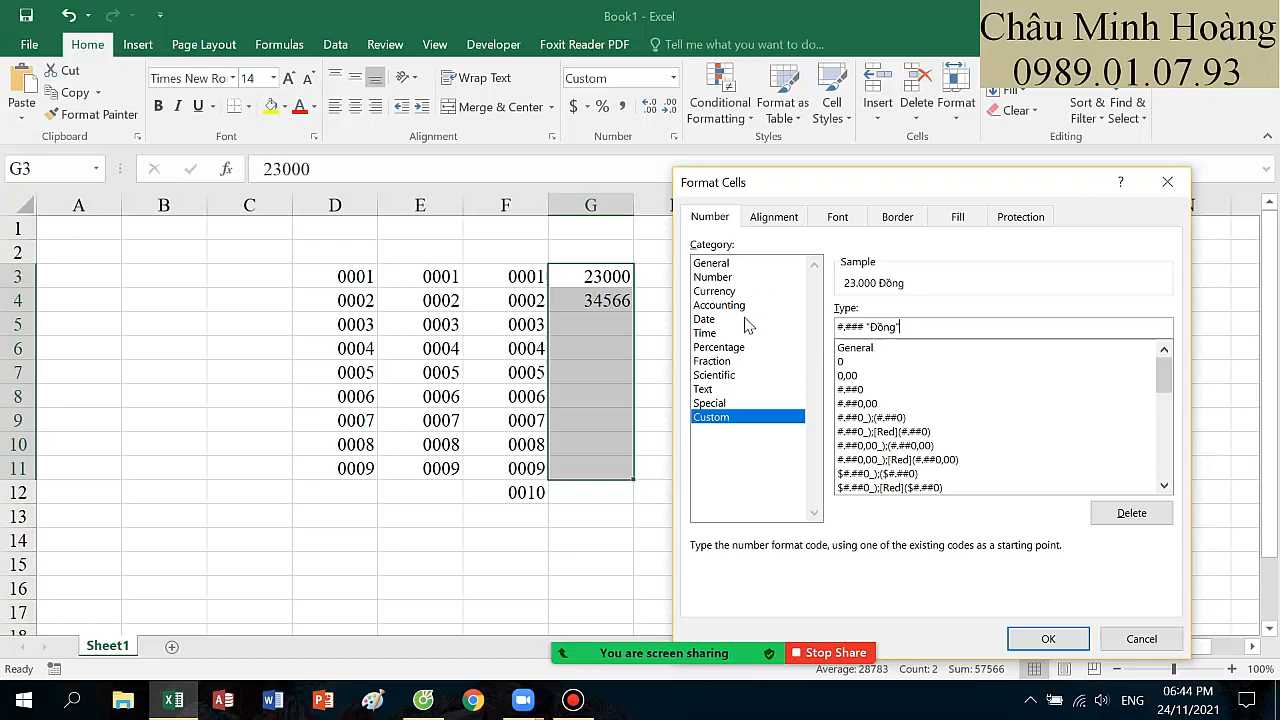 Book1 - Excel
Châu Minh Hoàng
0989.01.07.93
File Home Insert Page Layout Formulas Data Review View Developer Foxit Reader PDF Tell me what you want to do...
Paste
Cut
Copy
Format Painter
Clipboard
Times New Ro 14
B I U
Font
Wrap Text
Merge & Center
Alignment
Custom
$ % ,
Number
Conditional Formatting
Format as Table
Cell Styles
Styles
Insert Delete Format
Cells
Fill
Clear
Sort & Filter
Find & Select
Editing
G3 fx 23000
A B C D E F G
1
2
3 0001 0001 0001 23000
4 0002 0002 0002 34566
5 0003 0003 0003
6 0004 0004 0004
7 0005 0005 0005
8 0006 0006 0006
9 0007 0007 0007
10 0008 0008 0008
11 0009 0009 0009
12 0010
13
14
15
16
17
18
Format Cells ?
Number Alignment Font Border Fill Protection
Category:
General
Number
Currency
Accounting
Date
Time
Percentage
Fraction
Scientific
Text
Special
Custom
Sample
23.000 Đồng
Type:
#.### "Đồng"
General
0
0,00
#.##0
#.##0,00
#.##0_);(#.##0)
#.##0_);[Red](#.##0)
#.##0,00_);(#.##0,00)
#.##0,00_);[Red](#.##0,00)
$#.##0_);($#.##0)
$#.##0_);[Red]($#.##0)
Delete
Type the number format code, using one of the existing codes as a starting point.
OK Cancel
Sheet1
You are screen sharing Stop Share
Ready Average: 28783 Count: 2 Sum: 57566 100%
ENG
06:44 PM
24/11/2021